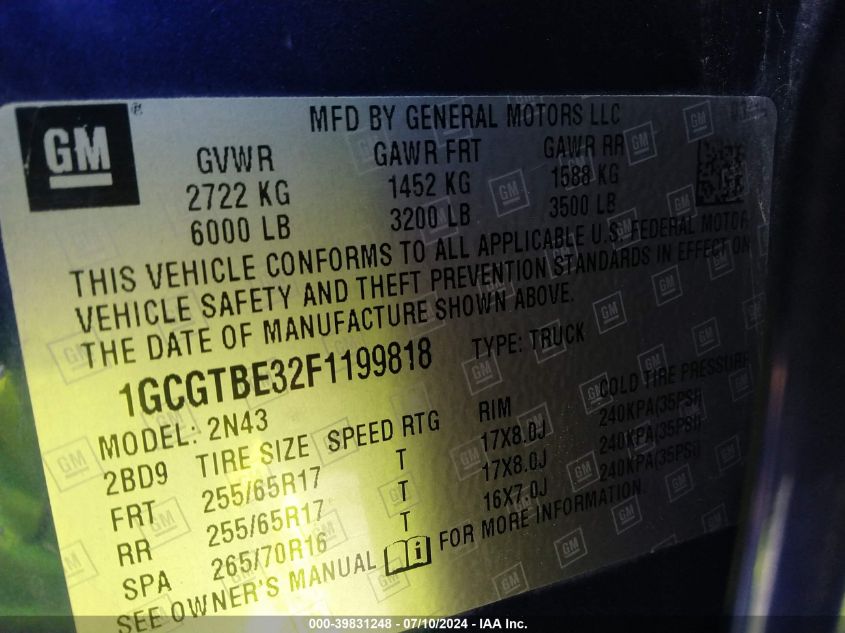 GM
MFD BY GENERAL MOTORS LLC
GVWR GAWR FRT GAWR RR
2722 KG 1452 KG 1588 KG
6000 LB 3200 LB 3500 LB
THIS VEHICLE CONFORMS TO ALL APPLICABLE U.S. FEDERAL MOTOR
VEHICLE SAFETY AND THEFT PREVENTION STANDARDS IN EFFECT ON
THE DATE OF MANUFACTURE SHOWN ABOVE.
1GCGTBE32F1199818 TYPE: TRUCK
MODEL: 2N43
2BD9 TIRE SIZE SPEED RTG RIM COLD TIRE PRESSURE
FRT 255/65R17 T 17X8.0J 240KPA(35PSI)
RR 255/65R17 T 17X8.0J 240KPA(35PSI)
SPA 265/70R16 T 16X7.0J 240KPA(35PSI)
SEE OWNER'S MANUAL FOR MORE INFORMATION.
000-39831248 - 07/10/2024 - IAA Inc.